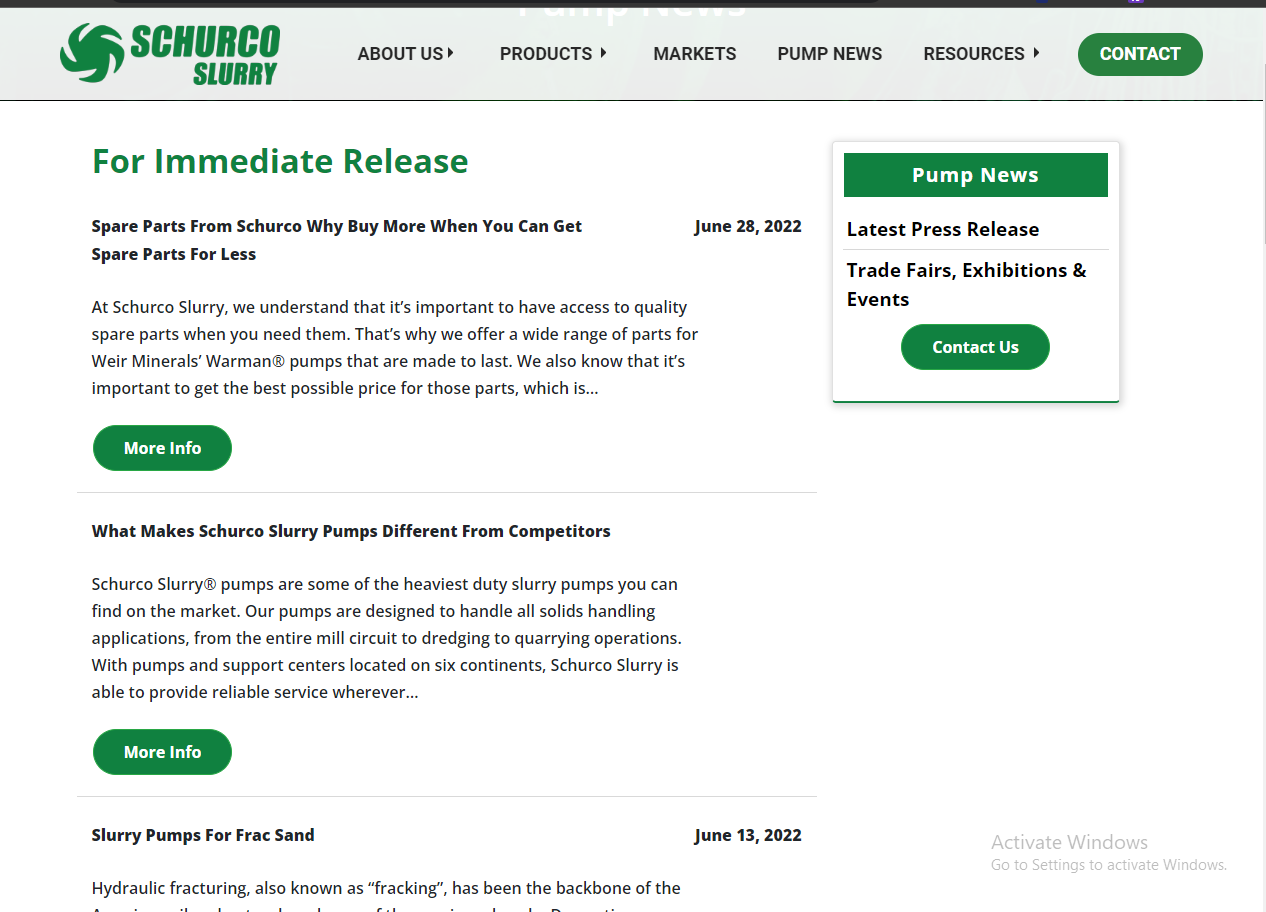 Pump News
SCHURCO
SLURRY
ABOUT US
PRODUCTS
MARKETS
PUMP NEWS
RESOURCES
CONTACT
For Immediate Release
Spare Parts From Schurco Why Buy More When You Can Get
Spare Parts For Less
June 28, 2022
At Schurco Slurry, we understand that it’s important to have access to quality
spare parts when you need them. That’s why we offer a wide range of parts for
Weir Minerals’ Warman® pumps that are made to last. We also know that it’s
important to get the best possible price for those parts, which is...
More Info
What Makes Schurco Slurry Pumps Different From Competitors
Schurco Slurry® pumps are some of the heaviest duty slurry pumps you can
find on the market. Our pumps are designed to handle all solids handling
applications, from the entire mill circuit to dredging to quarrying operations.
With pumps and support centers located on six continents, Schurco Slurry is
able to provide reliable service wherever...
More Info
Slurry Pumps For Frac Sand
June 13, 2022
Hydraulic fracturing, also known as “fracking”, has been the backbone of the
Pump News
Latest Press Release
Trade Fairs, Exhibitions &
Events
Contact Us
Activate Windows
Go to Settings to activate Windows.